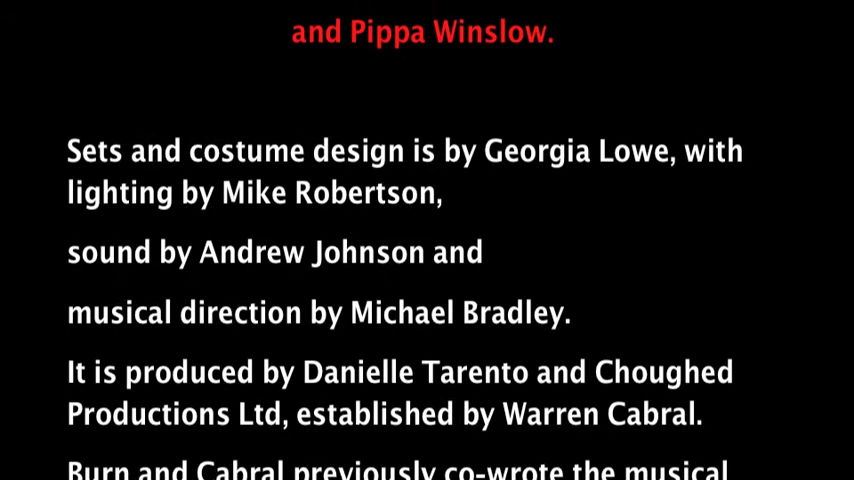 and Pippa Winslow.
Sets and costume design is by Georgia Lowe, with
lighting by Mike Robertson,
sound by Andrew Johnson and
musical direction by Michael Bradley.
It is produced by Danielle Tarento and Choughed
Productions Ltd, established by Warren Cabral.
Burn and Cabral previously co-wrote the musical